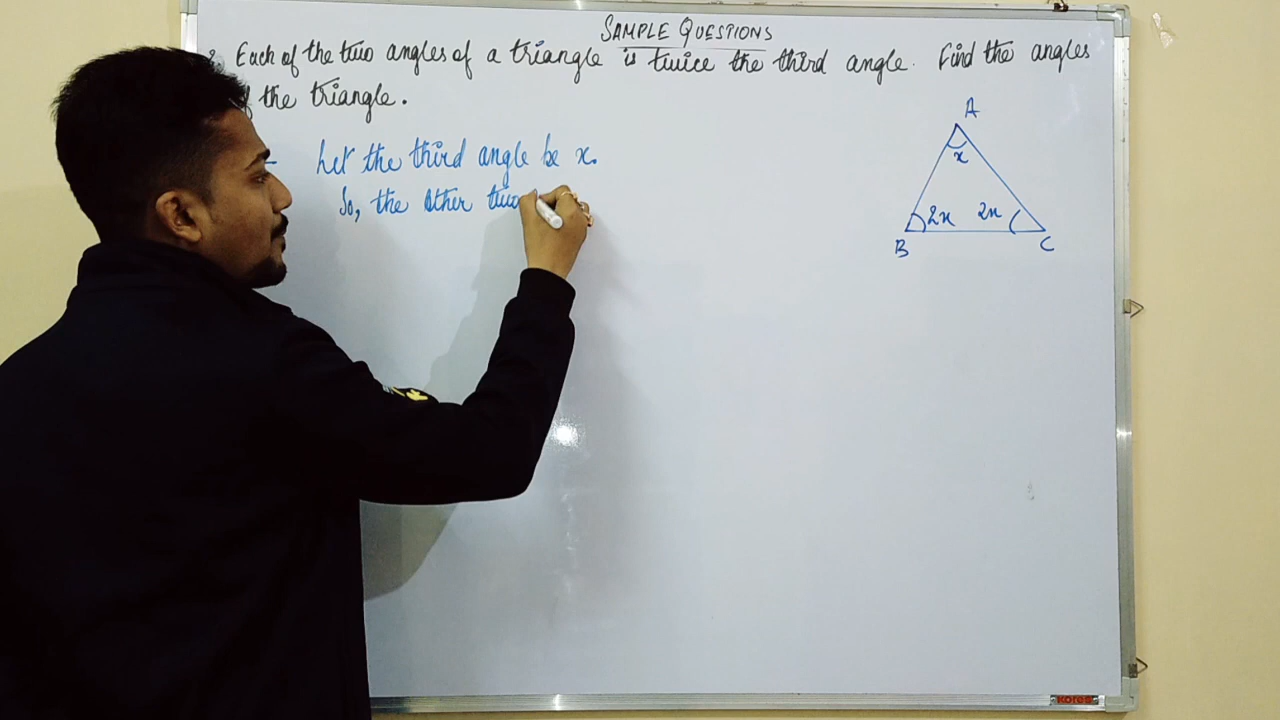 SAMPLE QUESTIONS
Each of the two angles of a triangle is twice the third angle. Find the angles
the triangle.
Let the third angle be x.
So, the other two
A
x
2x 2x
B C
Kores